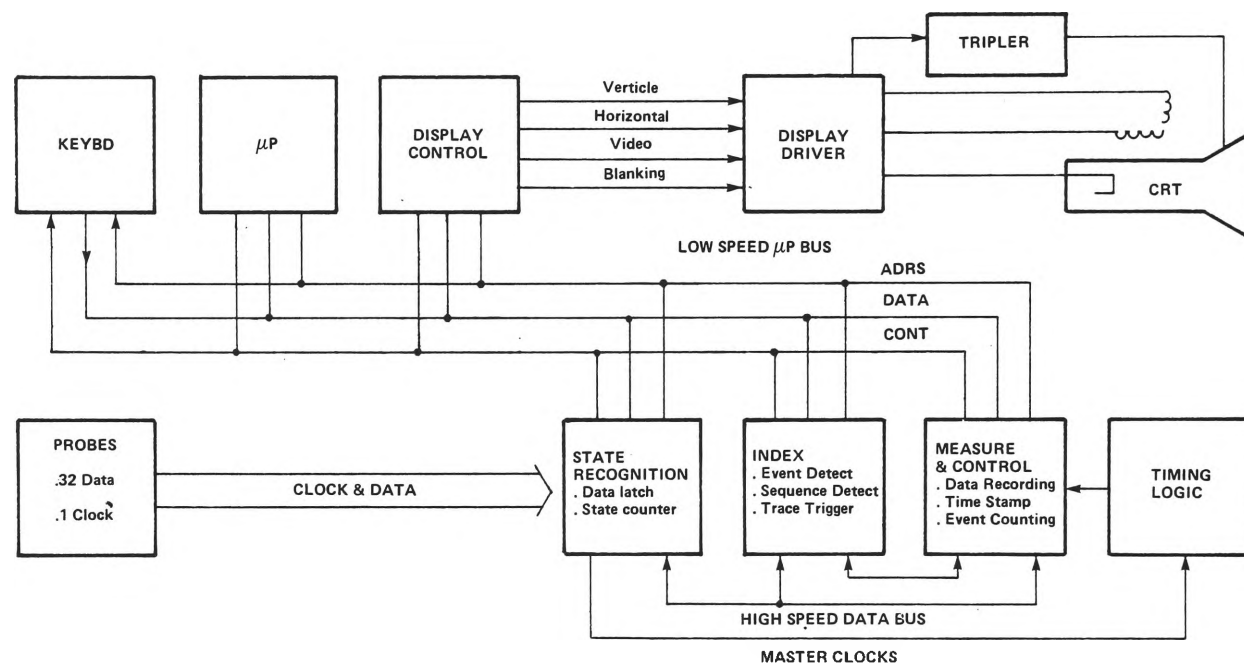 TRIPLER
KEYBD
μP
DISPLAY
CONTROL
Verticle
Horizontal
Video
Blanking
DISPLAY
DRIVER
CRT
LOW SPEED μP BUS
ADRS
DATA
CONT
PROBES
.32 Data
.1 Clock
CLOCK & DATA
STATE
RECOGNITION
. Data latch
. State counter
INDEX
. Event Detect
. Sequence Detect
. Trace Trigger
MEASURE
& CONTROL
. Data Recording
. Time Stamp
. Event Counting
TIMING
LOGIC
HIGH SPEED DATA BUS
MASTER CLOCKS